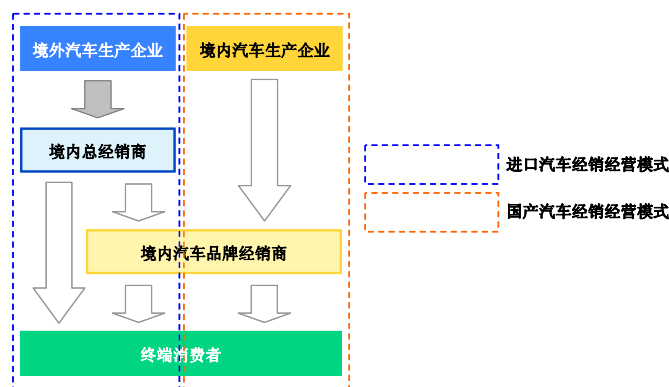 境外汽车生产企业
境内汽车生产企业
境内总经销商
进口汽车经销经营模式
国产汽车经销经营模式
境内汽车品牌经销商
终端消费者